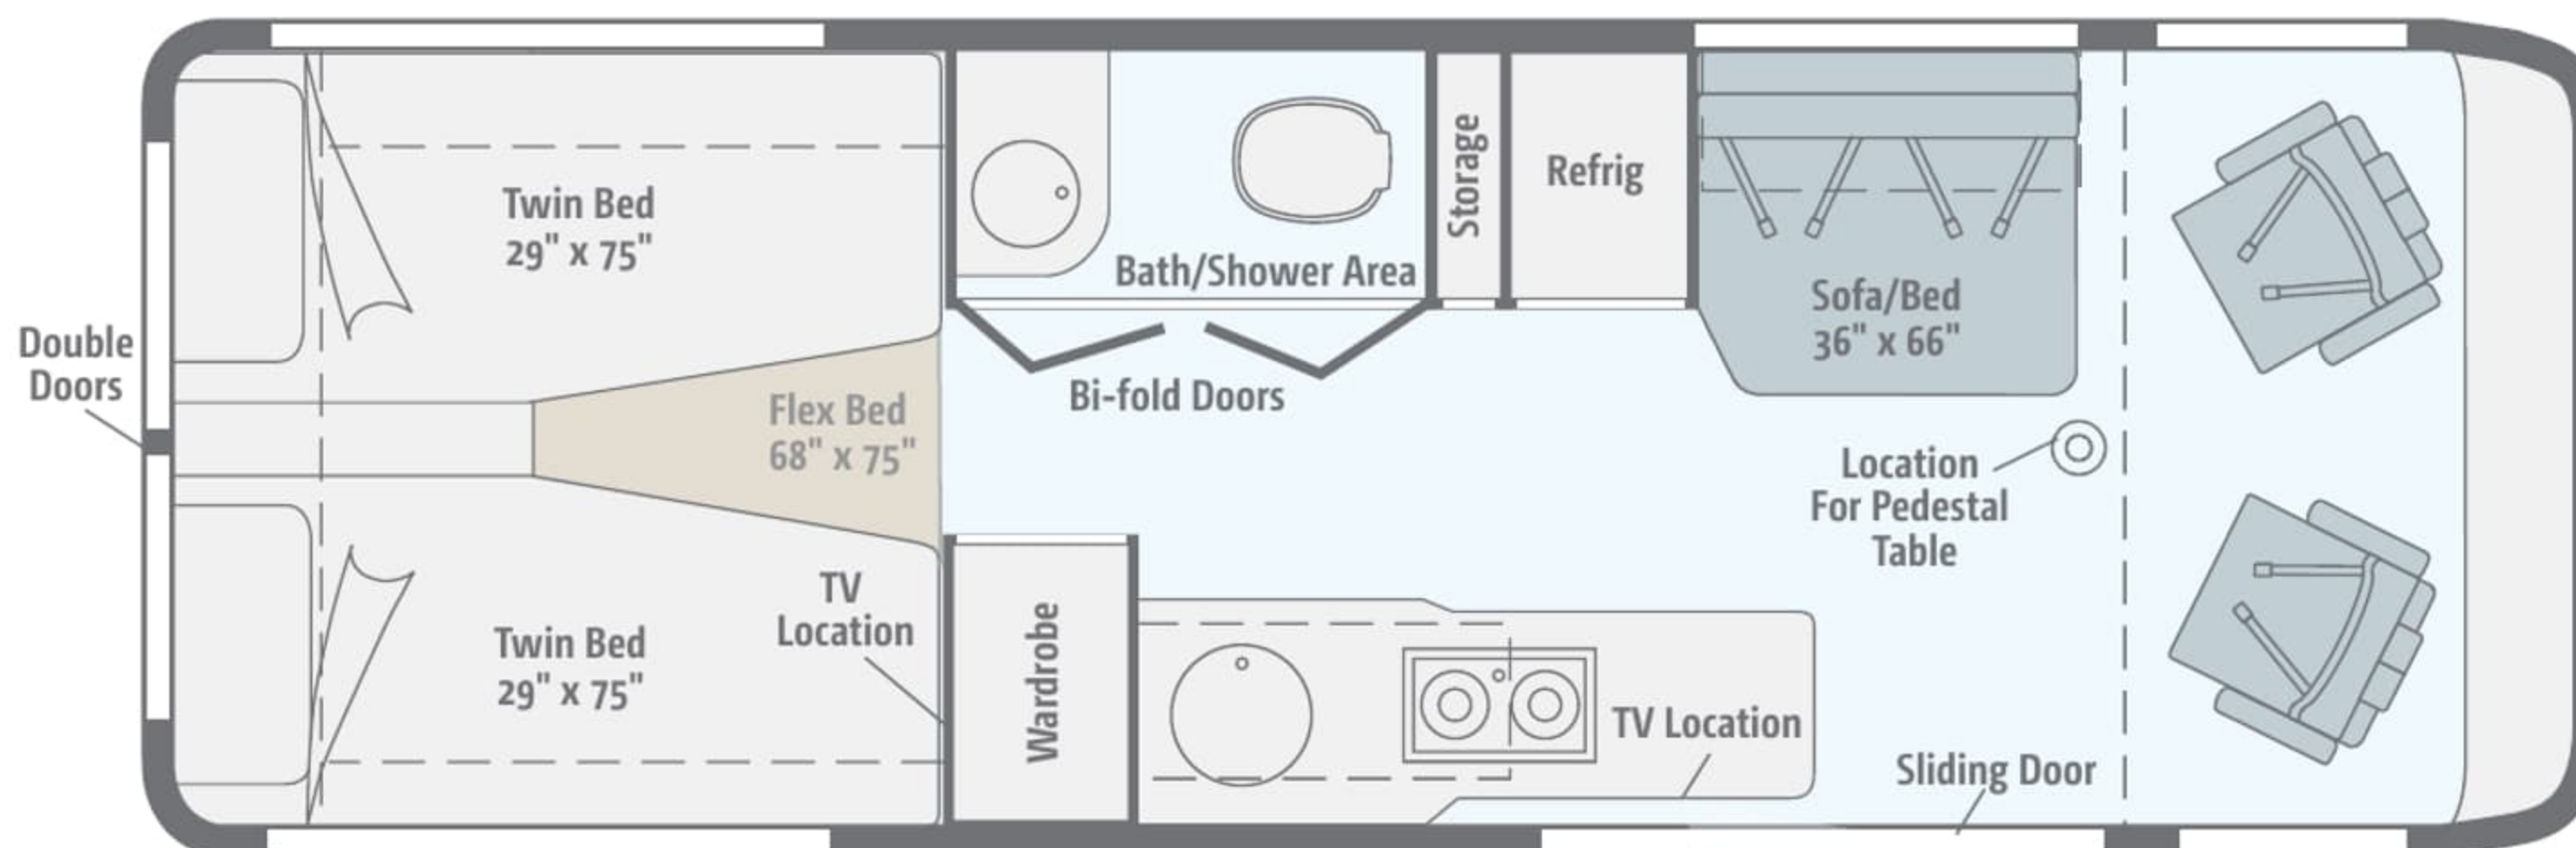 Double
Doors
Twin Bed
29" x 75"
Flex Bed
68" x 75"
Twin Bed
29" x 75"
TV
Location
Bath/Shower Area
Bi-fold Doors
Storage
Refrig
Sofa/Bed
36" x 66"
Location
For Pedestal
Table
Wardrobe
TV Location
Sliding Door